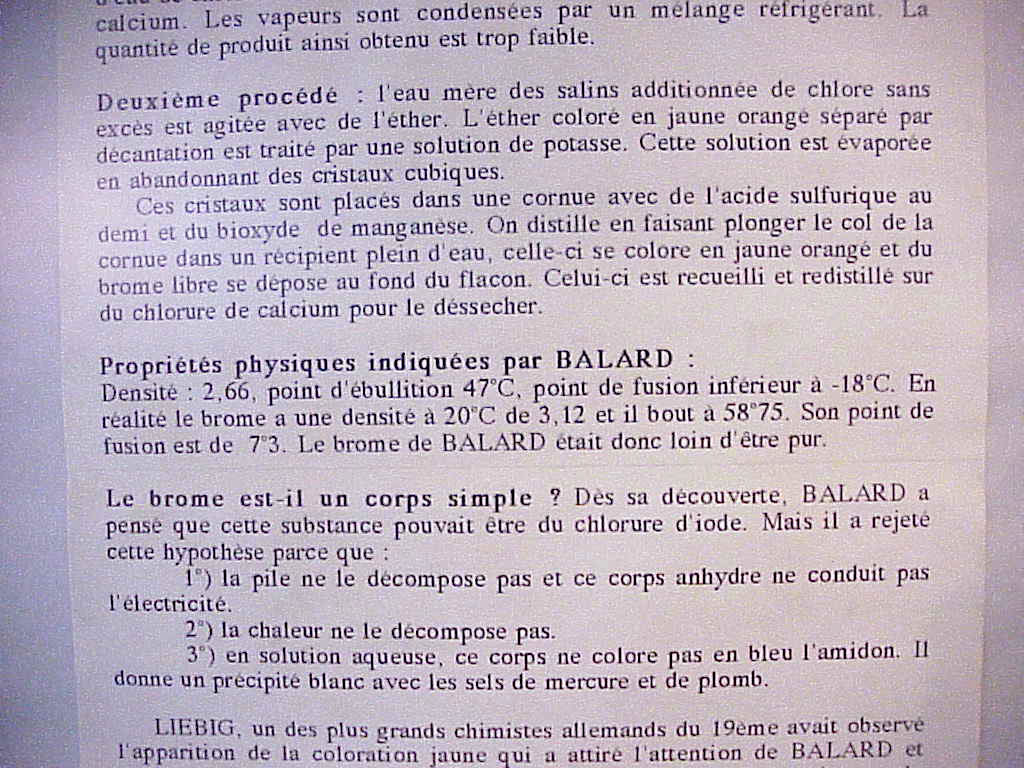 calcium. Les vapeurs sont condensées par un mélange réfrigérant. La
quantité de produit ainsi obtenu est trop faible.
Deuxième procédé : l'eau mère des salins additionnée de chlore sans
excès est agitée avec de l'éther. L'éther coloré en jaune orangé séparé par
décantation est traité par une solution de potasse. Cette solution est évaporée
en abandonnant des cristaux cubiques.
Ces cristaux sont placés dans une cornue avec de l'acide sulfurique au
demi et du bioxyde de manganèse. On distille en faisant plonger le col de la
cornue dans un récipient plein d'eau, celle-ci se colore en jaune orangé et du
brome libre se dépose au fond du flacon. Celui-ci est recueilli et redistillé sur
du chlorure de calcium pour le déssecher.
Propriétés physiques indiquées par BALARD :
Densité : 2,66, point d'ébullition 47°C, point de fusion inférieur à -18°C. En
réalité le brome a une densité à 20°C de 3,12 et il bout à 58°75. Son point de
fusion est de 7°3. Le brome de BALARD était donc loin d'être pur.
Le brome est-il un corps simple ? Dès sa découverte, BALARD a
pensé que cette substance pouvait être du chlorure d'iode. Mais il a rejeté
cette hypothèse parce que :
1°) la pile ne le décompose pas et ce corps anhydre ne conduit pas
l'électricité.
2°) la chaleur ne le décompose pas.
3°) en solution aqueuse, ce corps ne colore pas en bleu l'amidon. Il
donne un précipité blanc avec les sels de mercure et de plomb.
LIEBIG, un des plus grands chimistes allemands du 19ème avait observé
l'apparition de la coloration jaune qui a attiré l'attention de BALARD et